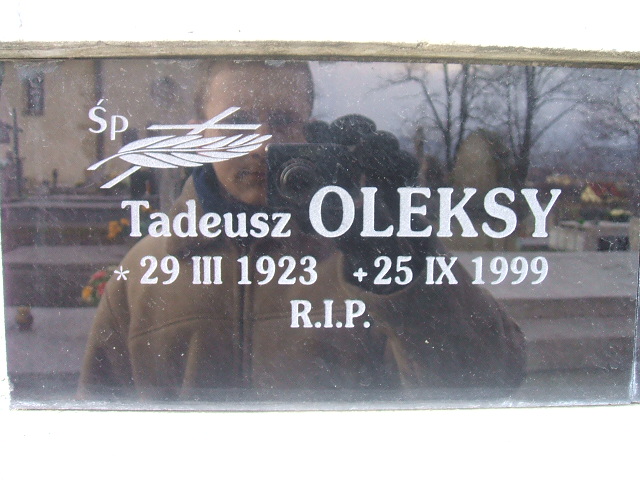 Śp
Tadeusz OLEKSY
* 29 III 1923 + 25 IX 1999
R.I.P.